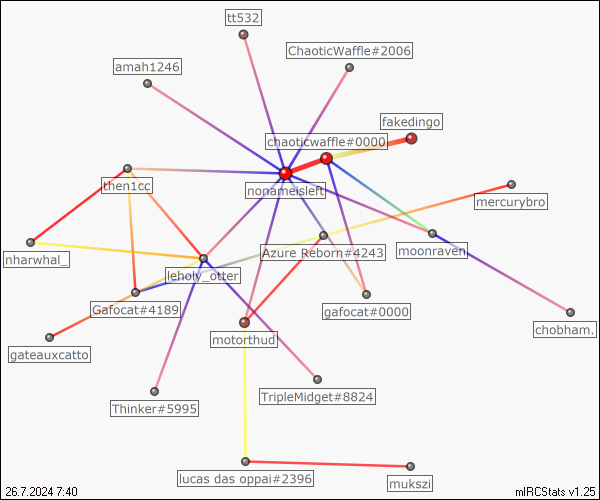 tt532
ChaoticWaffle#2006
amah1246
fakedingo
chaoticwaffle#0000
then1cc
nonameisleft
mercurybro
nharwhal_
Azure Reborn#4243
moonraven
leholy_otter
Gafocat#4189
gafocat#0000
chobham.
motorthud
gateauxcatto
TripleMidget#8824
Thinker#5995
lucas das oppai#2396
mukszi
26.7.2024 7:40
mIRCStats v1.25